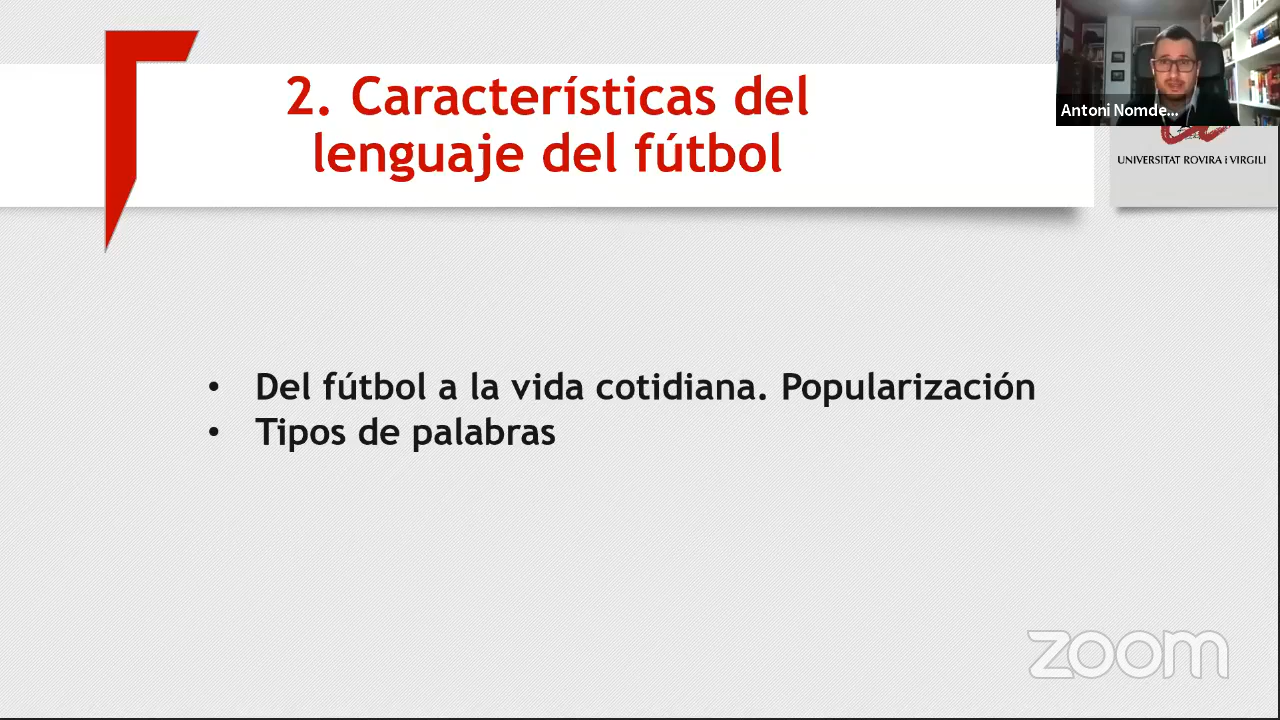 2. Características del
lenguaje del fútbol
Antoni Nomde...
UNIVERSITAT ROVIRA i VIRGILI
• Del fútbol a la vida cotidiana. Popularización
• Tipos de palabras
zoom